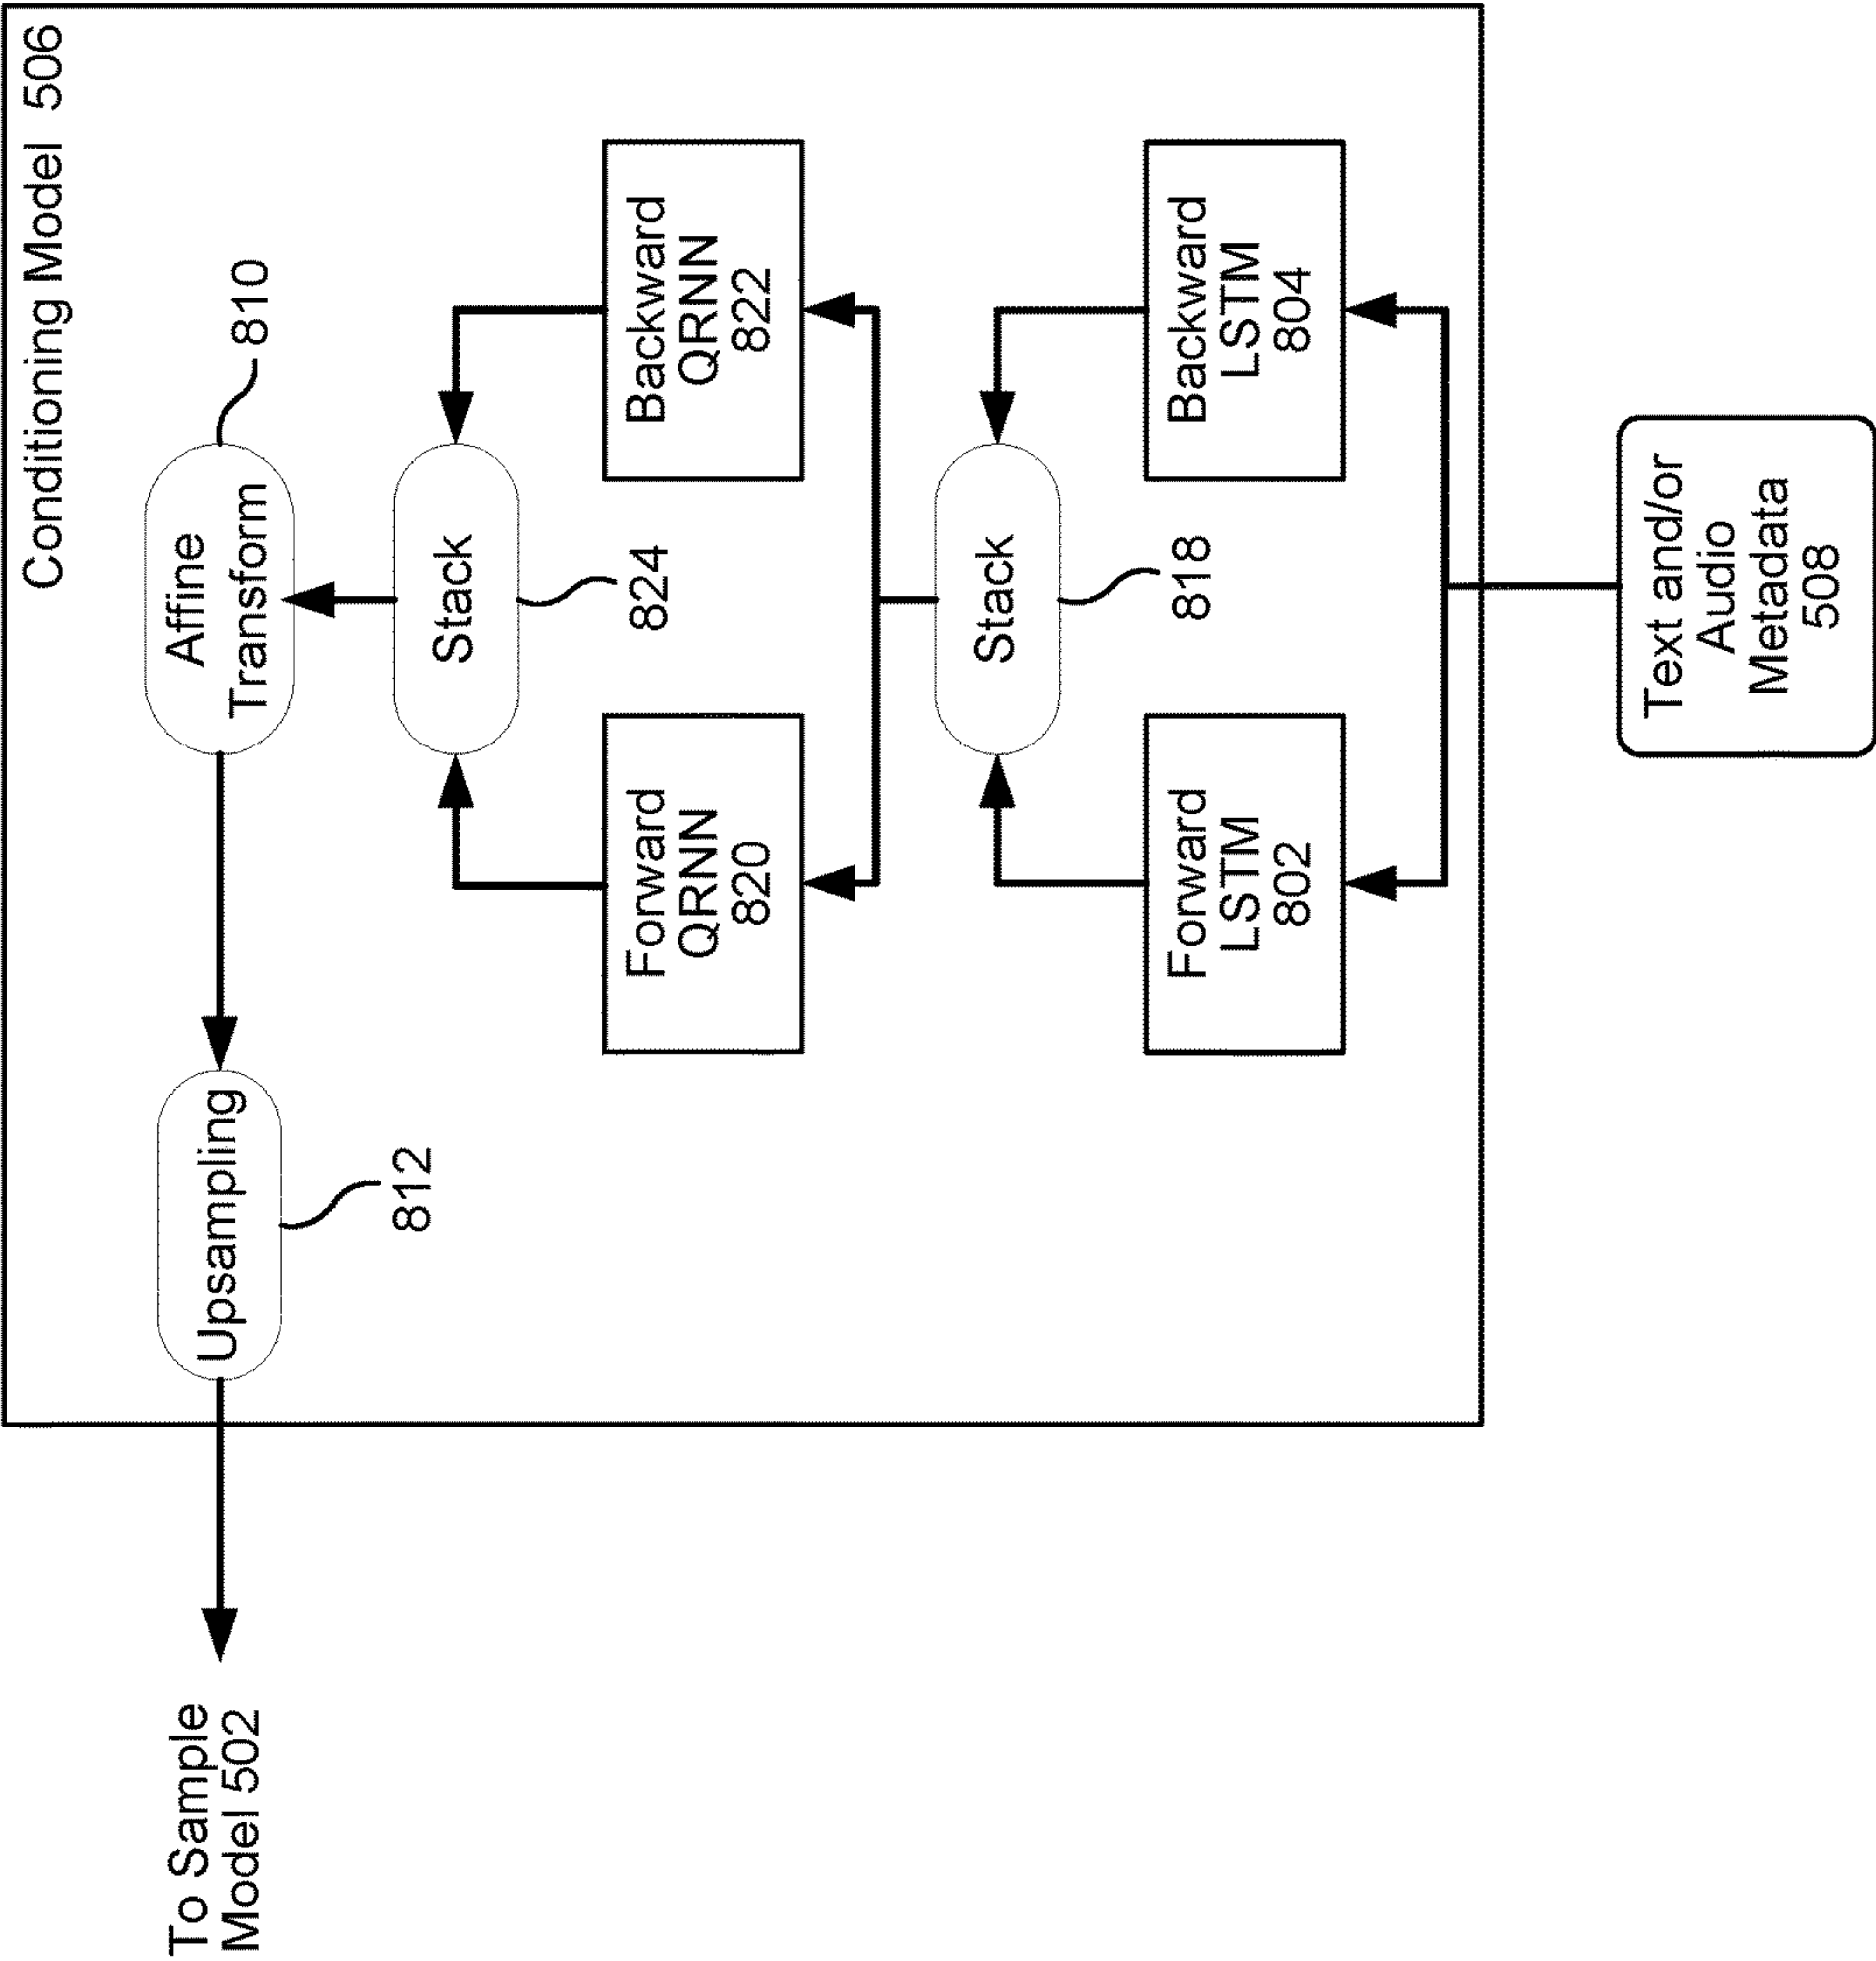 Conditioning Model 506
To Sample
Model 502
Upsampling
812
Affine
Transform
810
Stack
824
Forward
QRNN
820
Backward
QRNN
822
Stack
818
Forward
LSTM
802
Backward
LSTM
804
Text and/or
Audio
Metadata
508